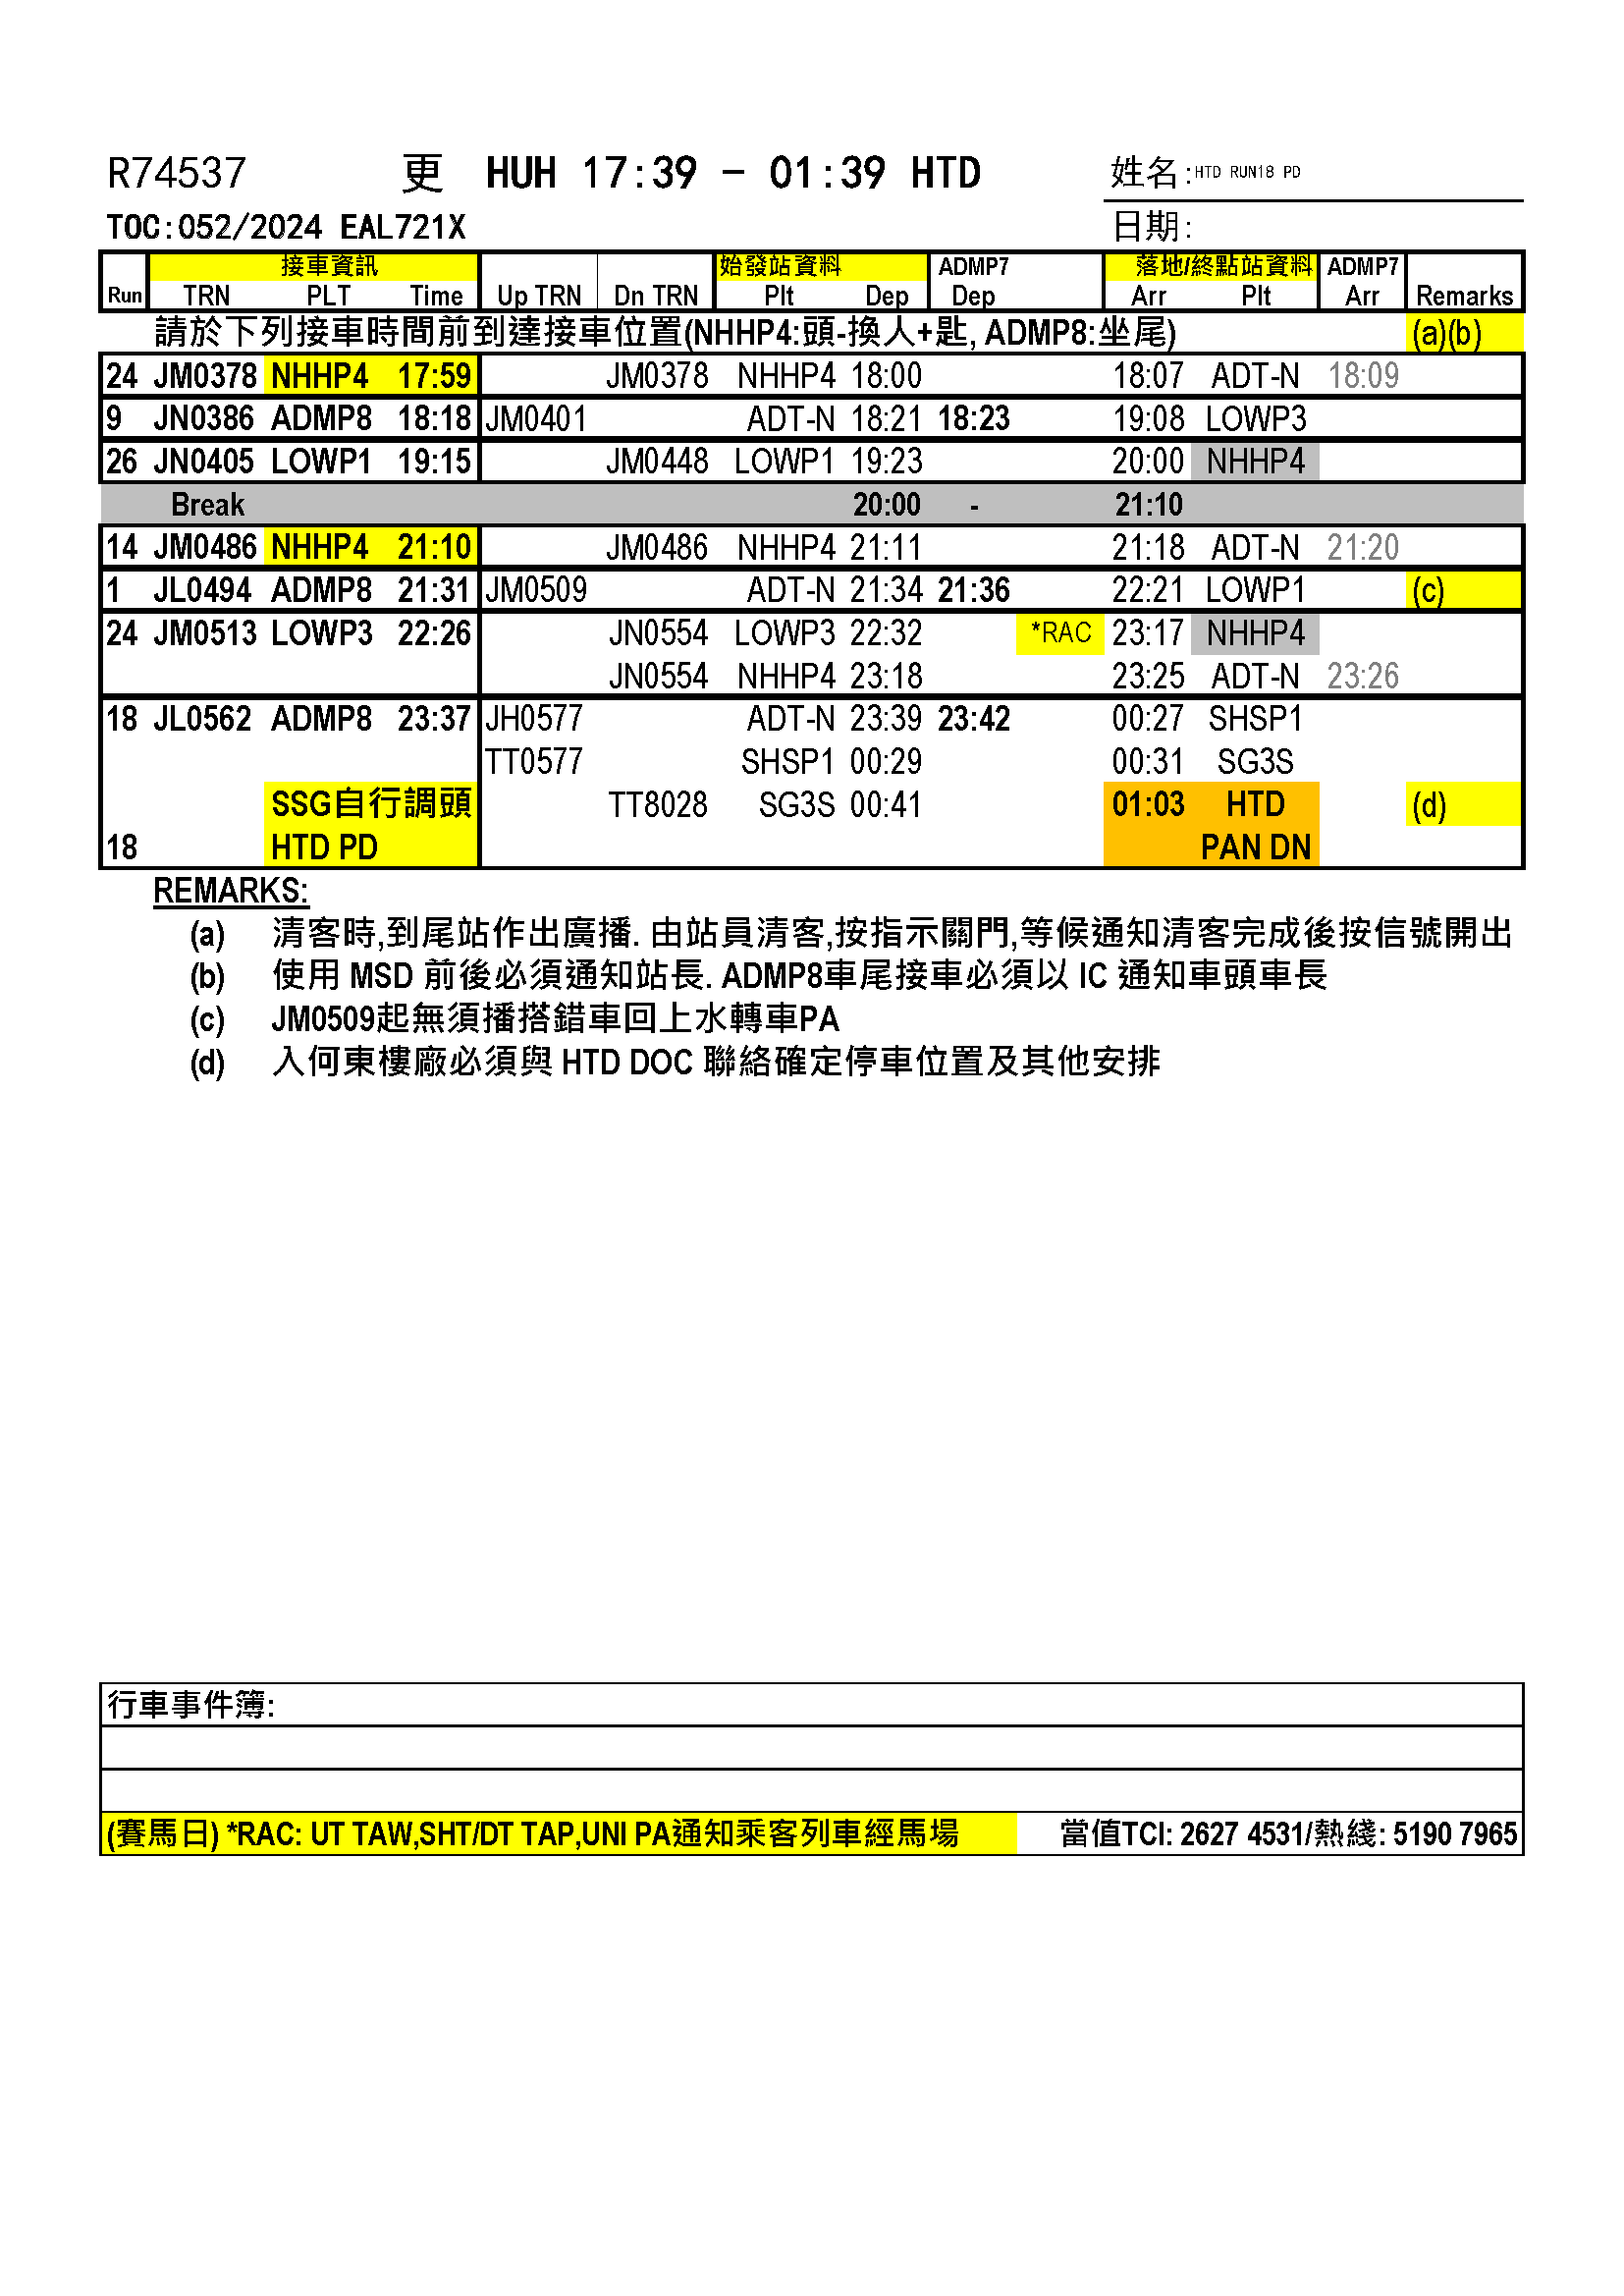 R74537 更 HUH 17:39 - 01:39 HTD 姓名:HTD RUN18 PD
TOC:052/2024 EAL721X 日期:
接車資訊 始發站資料 ADMP7 落地/終點站資料 ADMP7
Run TRN PLT Time Up TRN Dn TRN Plt Dep Dep Arr Plt Arr Remarks
請於下列接車時間前到達接車位置(NHHP4:頭-換人+匙, ADMP8:坐尾) (a)(b)
24 JM0378 NHHP4 17:59 JM0378 NHHP4 18:00 18:07 ADT-N 18:09
9 JN0386 ADMP8 18:18 JM0401 ADT-N 18:21 18:23 19:08 LOWP3
26 JN0405 LOWP1 19:15 JM0448 LOWP1 19:23 20:00 NHHP4
Break 20:00 - 21:10
14 JM0486 NHHP4 21:10 JM0486 NHHP4 21:11 21:18 ADT-N 21:20
1 JL0494 ADMP8 21:31 JM0509 ADT-N 21:34 21:36 22:21 LOWP1 (c)
24 JM0513 LOWP3 22:26 JN0554 LOWP3 22:32 *RAC 23:17 NHHP4
JN0554 NHHP4 23:18 23:25 ADT-N 23:26
18 JL0562 ADMP8 23:37 JH0577 ADT-N 23:39 23:42 00:27 SHSP1
TT0577 SHSP1 00:29 00:31 SG3S
SSG自行調頭 TT8028 SG3S 00:41 01:03 HTD (d)
18 HTD PD PAN DN
REMARKS:
(a) 清客時,到尾站作出廣播. 由站員清客,按指示關門,等候通知清客完成後按信號開出
(b) 使用 MSD 前後必須通知站長. ADMP8車尾接車必須以 IC 通知車頭車長
(c) JM0509起無須播搭錯車回上水轉車PA
(d) 入何東樓廠必須與 HTD DOC 聯絡確定停車位置及其他安排
行車事件簿:
(賽馬日) *RAC: UT TAW,SHT/DT TAP,UNI PA通知乘客列車經馬場 當值TCI: 2627 4531/熱綫: 5190 7965